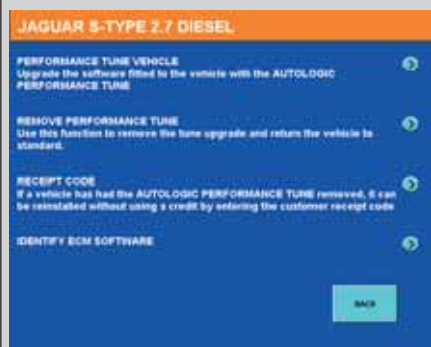 JAGUAR S-TYPE 2.7 DIESEL
PERFORMANCE TUNE VEHICLE
Upgrade the software fitted to the vehicle with the AUTOLOGIC
PERFORMANCE TUNE
REMOVE PERFORMANCE TUNE
Use this function to remove the tune upgrade and return the vehicle to
standard.
RECEIPT CODE
If a vehicle has had the AUTOLOGIC PERFORMANCE TUNE removed, it can
be reinstalled without using a credit by entering the customer receipt code
IDENTIFY ECM SOFTWARE
BACK